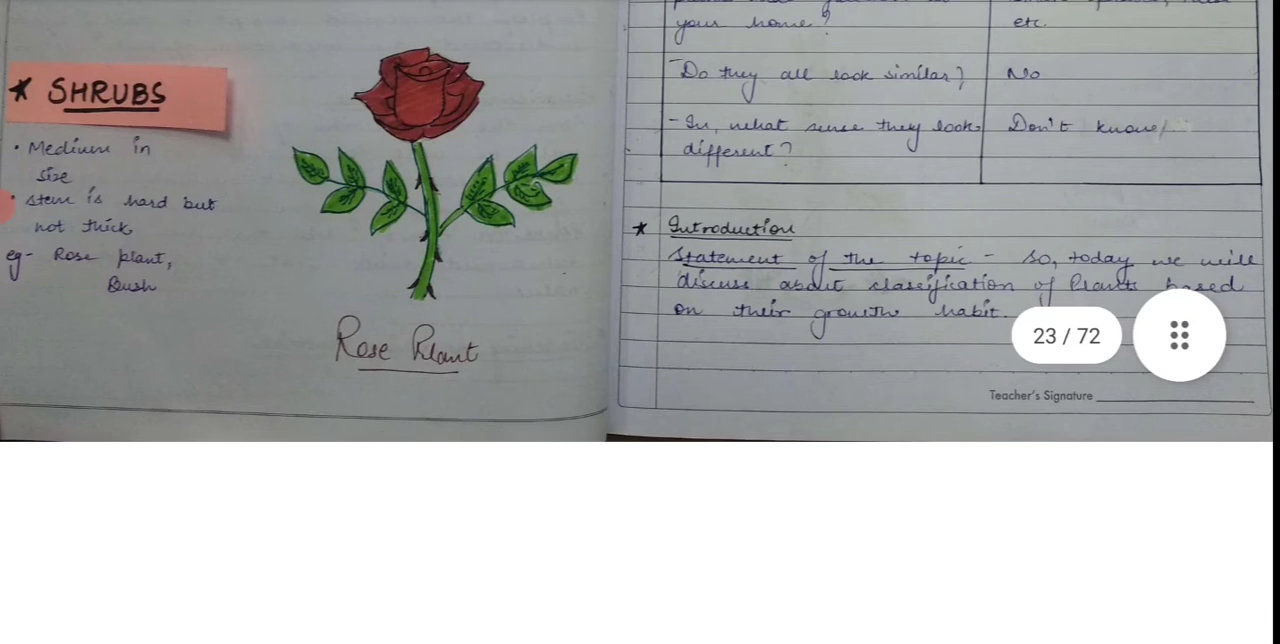 ★ SHRUBS
• Medium in
size
• Stem is hard but
not thick
eg- Rose plant,
Bush
Rose Plant
your home?
etc.
- Do they all look similar?
No
- In, what sense they look
different?
Don't know/
★ Introduction
Statement of the topic - So, today we will
discuss about classification of Plants based
on their growth habit.
23 / 72
Teacher's Signature